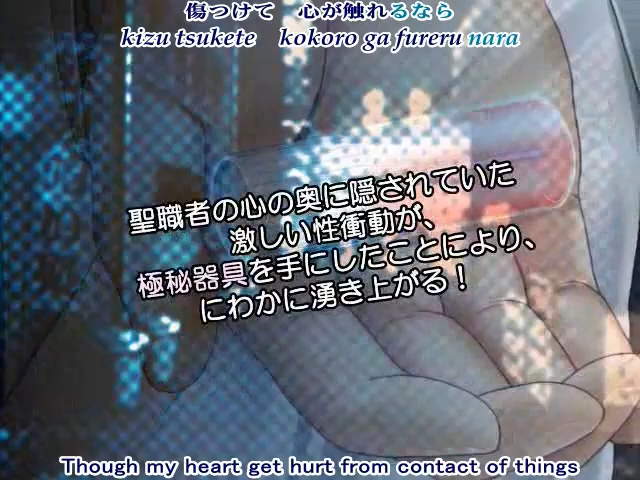 傷つけて　心が触れるなら
kizu tsukete kokoro ga fureru nara
聖職者の心の奥に隠されていた
激しい性衝動が、
極秘器具を手にしたことにより、
にわかに湧き上がる！
Though my heart get hurt from contact of things